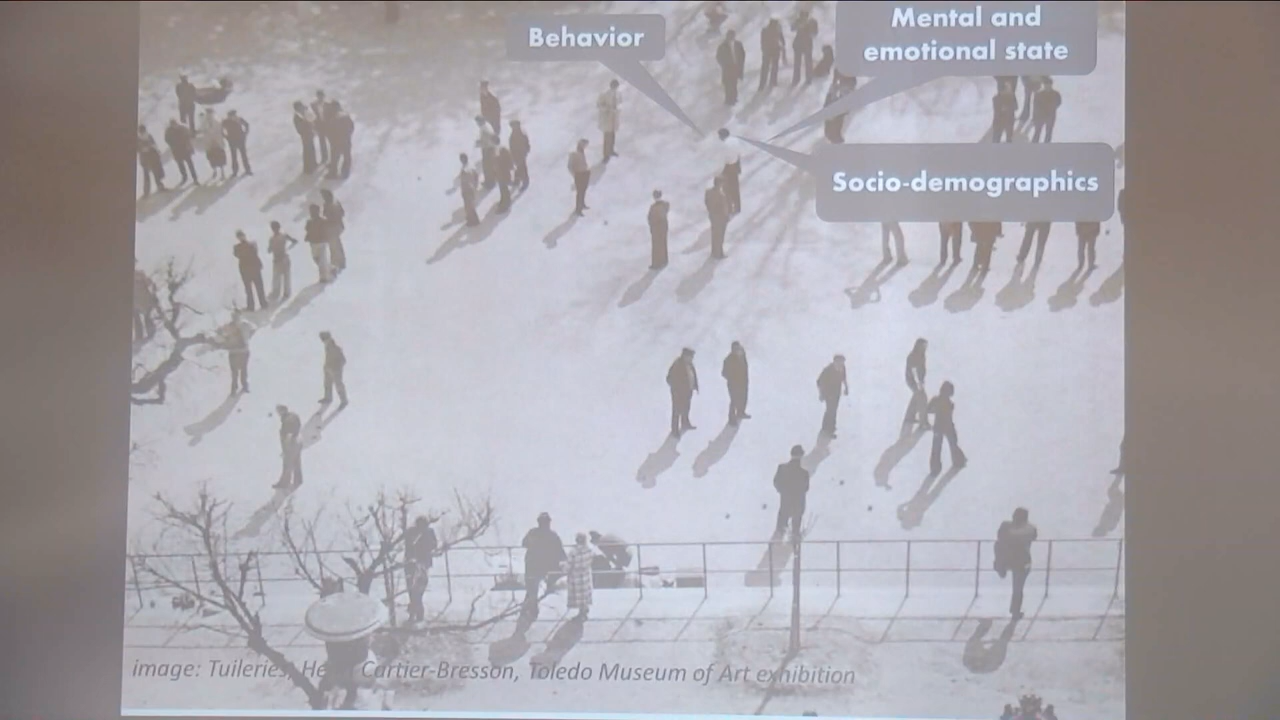 Behavior
Mental and
emotional state
Socio-demographics
image: Tuileries, Cartier-Bresson, Toledo Museum of Art exhibition